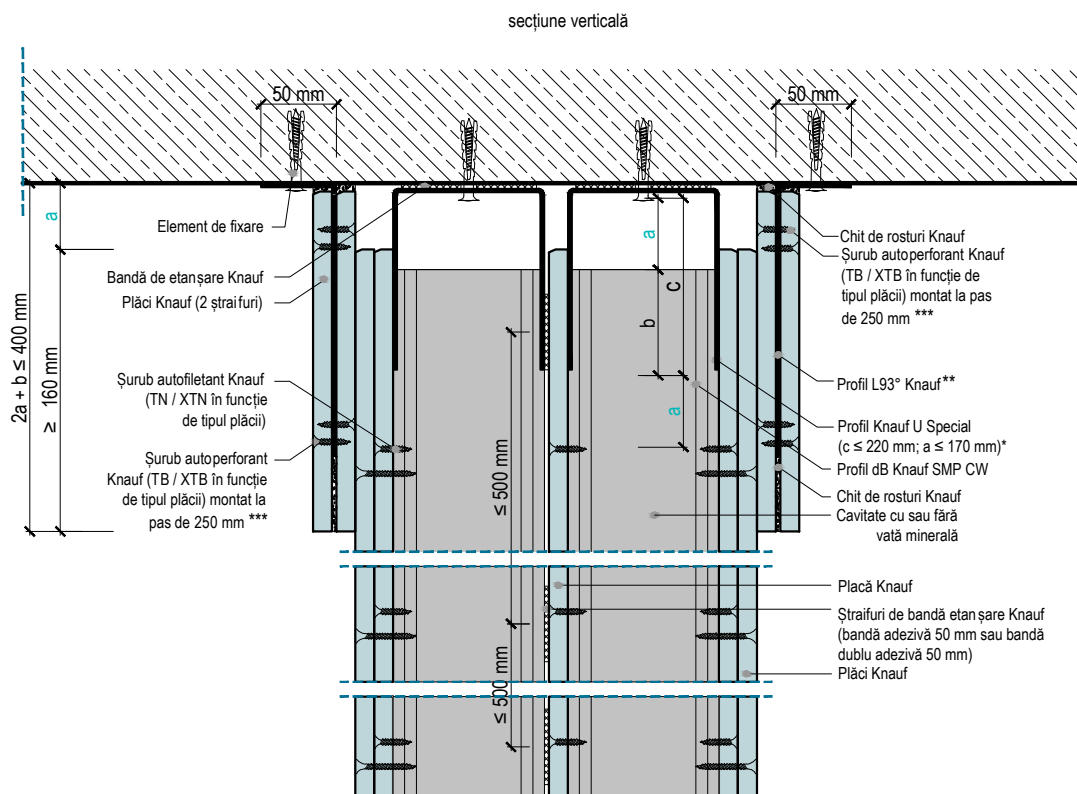 secțiune verticală
50 mm
50 mm
a
2a + b ≤ 400 mm
≥ 160 mm
Element de fixare
Bandă de etanșare Knauf
Plăci Knauf (2 ștraifuri)
Șurub autofiletant Knauf
(TN / XTN în funcție
de tipul plăcii)
Șurub autoperforant
Knauf (TB / XTB în funcție
de tipul plăcii) montat la
pas de 250 mm ***
a
c
b
a
≤ 500 mm
≤ 500 mm
Chit de rosturi Knauf
Șurub autoperforant Knauf
(TB / XTB în funcție de
tipul plăcii) montat la pas
de 250 mm ***
Profil L93° Knauf**
Profil Knauf U Special
(c ≤ 220 mm; a ≤ 170 mm)*
Profil dB Knauf SMP CW
Chit de rosturi Knauf
Cavitate cu sau fără
vată minerală
Placă Knauf
Ștraifuri de bandă etanșare Knauf
(bandă adezivă 50 mm sau bandă
dublu adezivă 50 mm)
Plăci Knauf